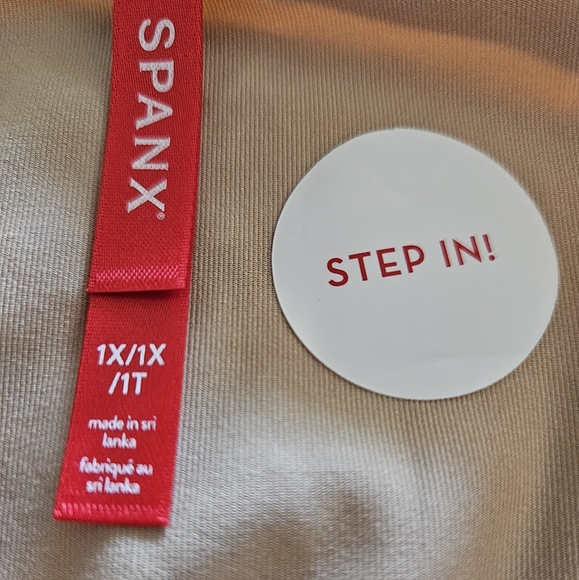 SPANX®
1X/1X
/1T
made in sri
lanka
fabriqué au
sri lanka
STEP IN!